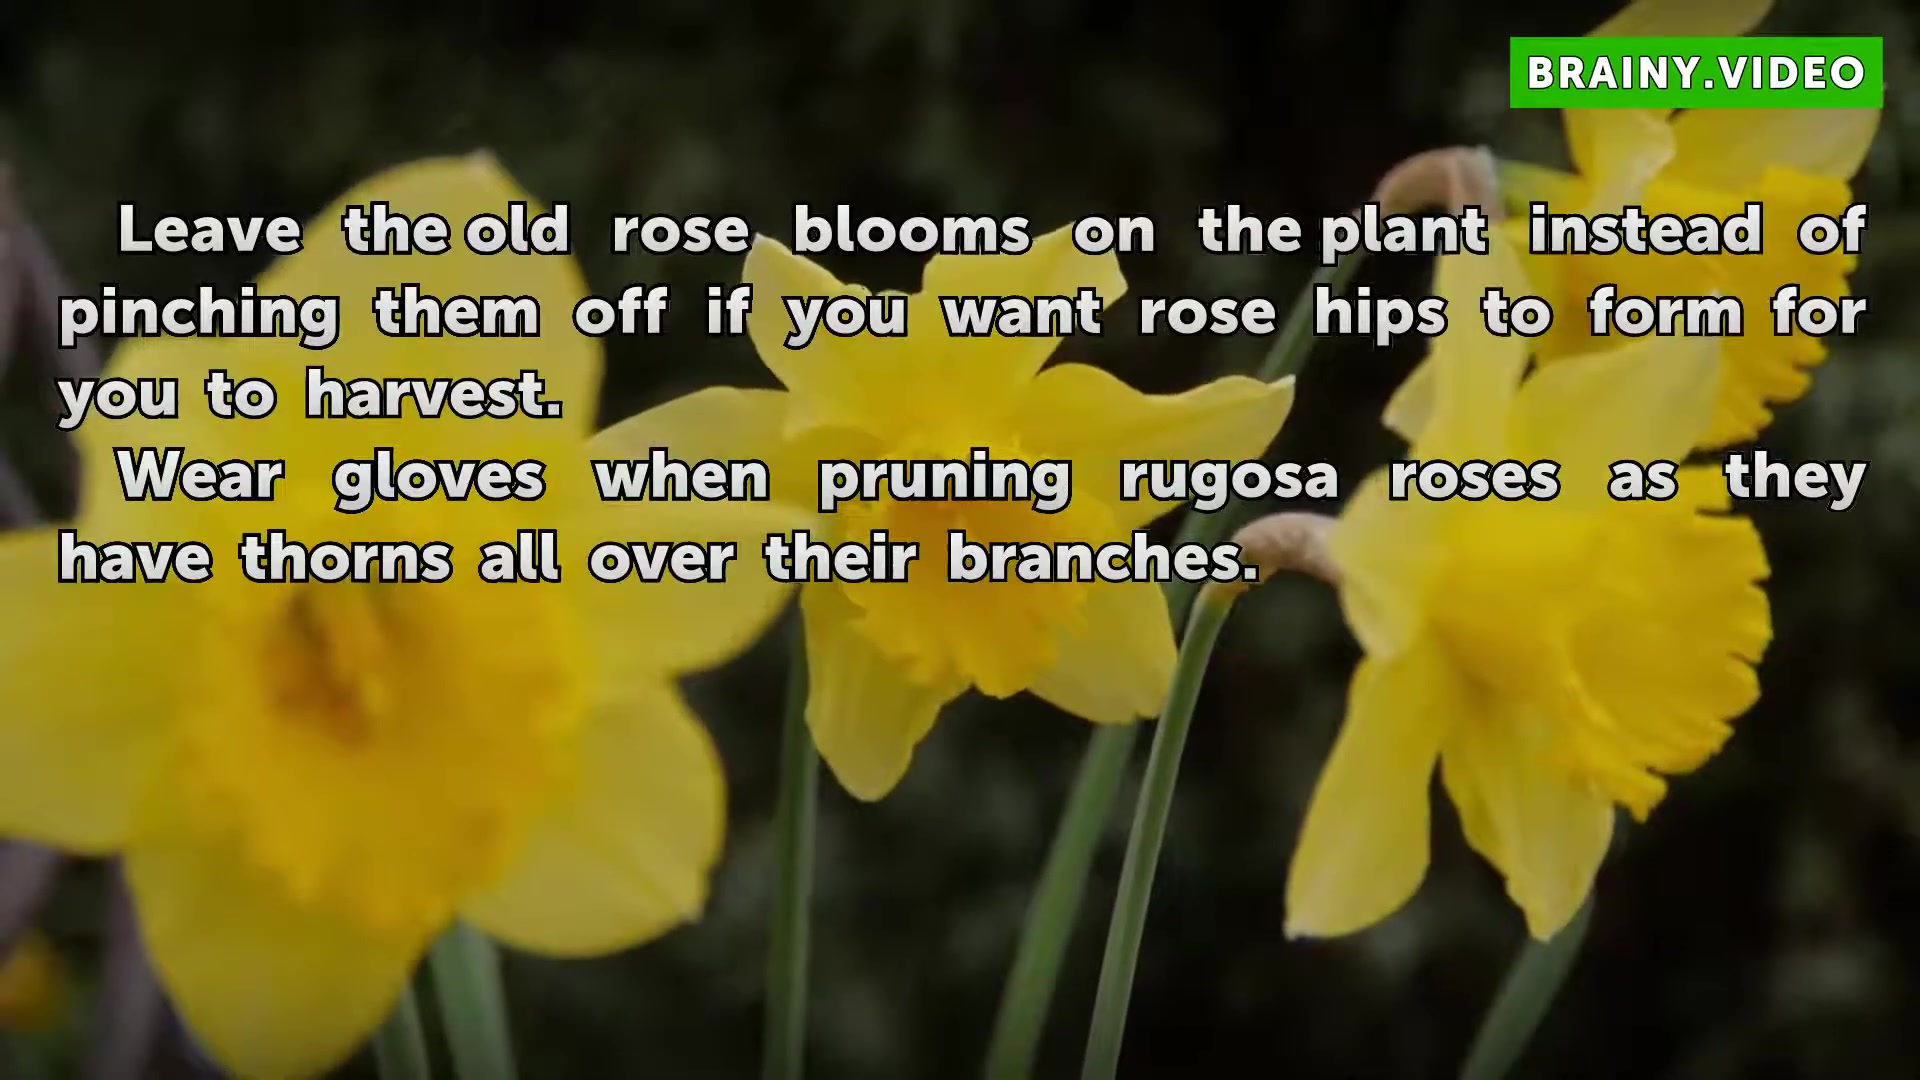 BRAINY.VIDEO
Leave the old rose blooms on the plant instead of
pinching them off if you want rose hips to form for
you to harvest.
Wear gloves when pruning rugosa roses as they
have thorns all over their branches.